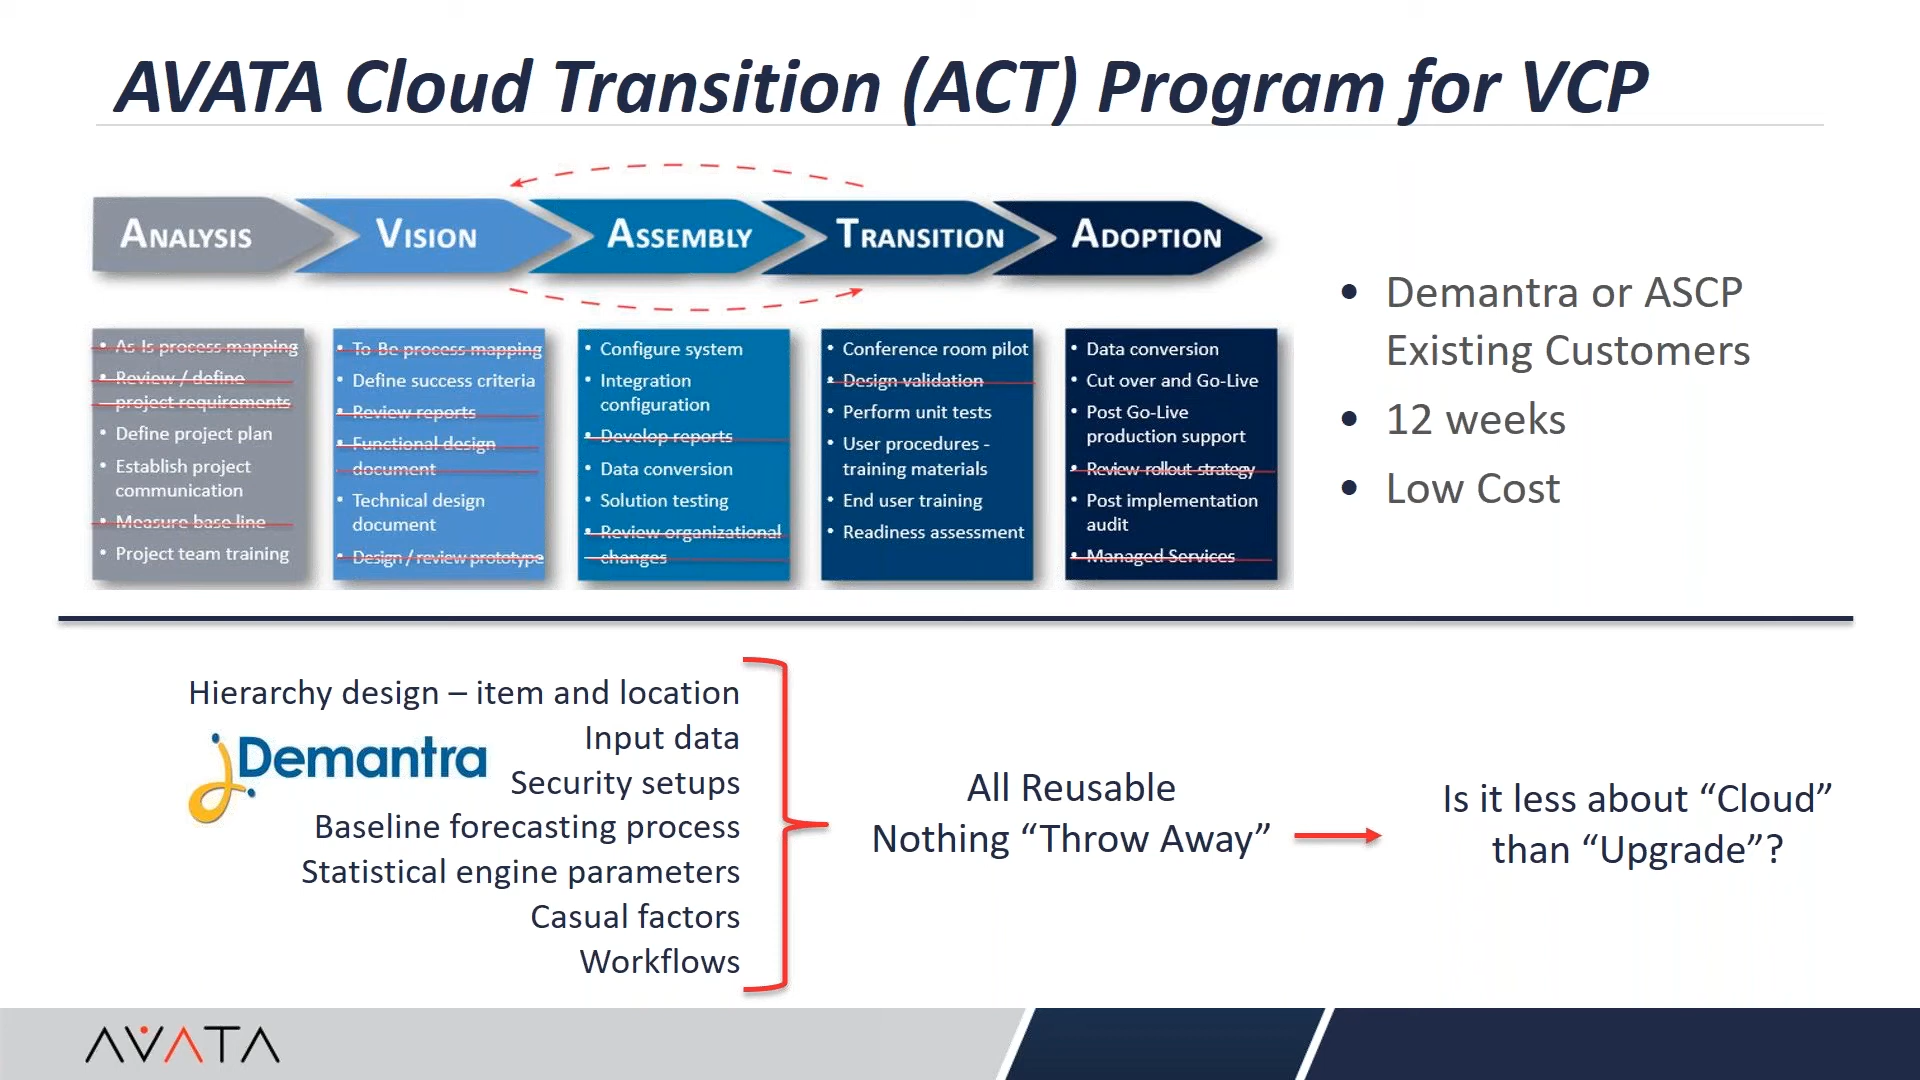 AVATA Cloud Transition (ACT) Program for VCP
ANALYSIS
VISION
ASSEMBLY
TRANSITION
ADOPTION
• As-Is process mapping
• Review / define
project requirements
• Define project plan
• Establish project
communication
• Measure base line
• Project team training
• To-Be process mapping
• Define success criteria
• Review reports
• Functional design
document
• Technical design
document
• Design / review prototype
• Configure system
• Integration
configuration
• Develop reports
• Data conversion
• Solution testing
• Review organizational
changes
• Conference room pilot
• Design validation
• Perform unit tests
• User procedures -
training materials
• End user training
• Readiness assessment
• Data conversion
• Cut over and Go-Live
• Post Go-Live
production support
• Review rollout strategy
• Post implementation
audit
• Managed Services
• Demantra or ASCP
Existing Customers
• 12 weeks
• Low Cost
Hierarchy design – item and location
Input data
Demantra
Security setups
Baseline forecasting process
Statistical engine parameters
Casual factors
Workflows
All Reusable
Nothing “Throw Away”
Is it less about “Cloud”
than “Upgrade”?
AVATA